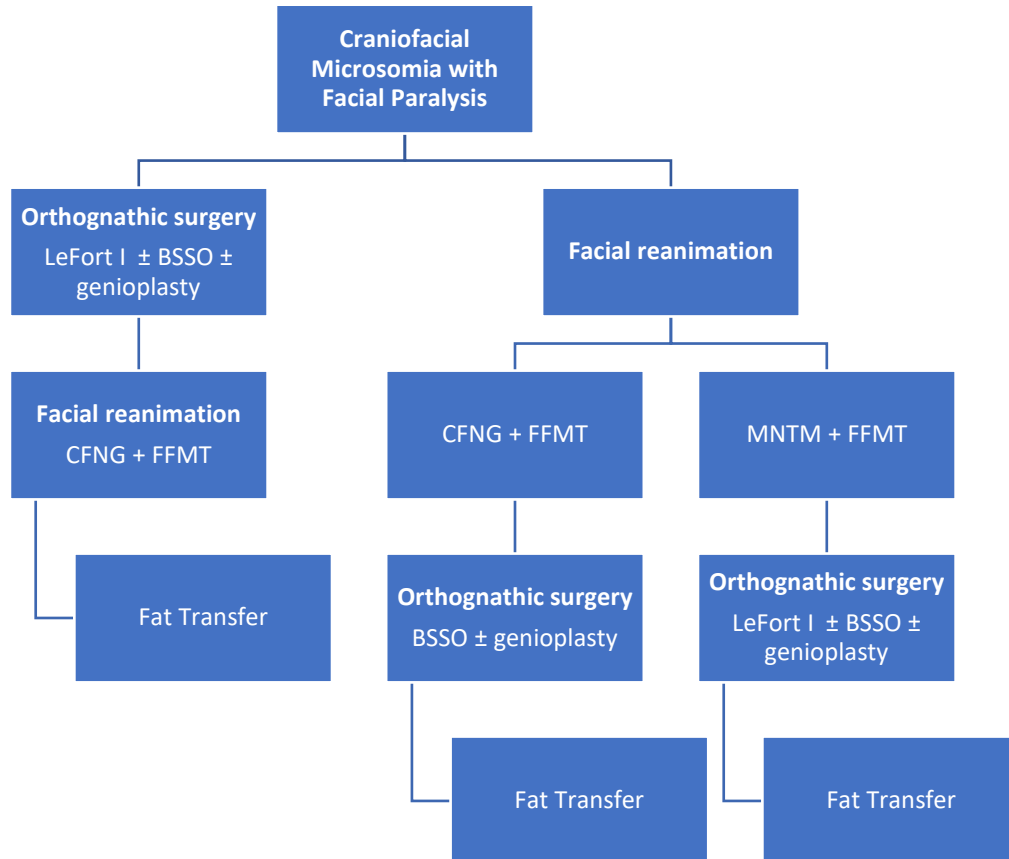 Craniofacial
Microsomia with
Facial Paralysis
Orthognathic surgery
LeFort I ± BSSO ±
genioplasty
Facial reanimation
Facial reanimation
CFNG + FFMT
CFNG + FFMT
MNTM + FFMT
Fat Transfer
Orthognathic surgery
BSSO ± genioplasty
Orthognathic surgery
LeFort I ± BSSO ±
genioplasty
Fat Transfer
Fat Transfer